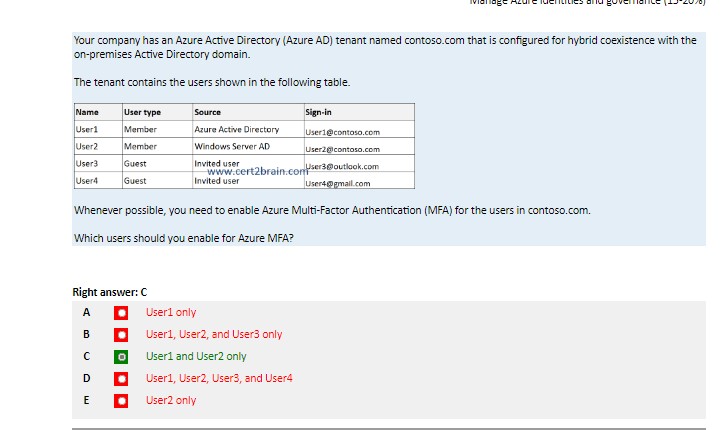 Manage Azure identities and governance (15-20%)
Your company has an Azure Active Directory (Azure AD) tenant named contoso.com that is configured for hybrid coexistence with the
on-premises Active Directory domain.
The tenant contains the users shown in the following table.
Name User type Source Sign-in
User1 Member Azure Active Directory User1@contoso.com
User2 Member Windows Server AD User2@contoso.com
User3 Guest Invited user User3@outlook.com
www.cert2brain.com
User4 Guest Invited user User4@gmail.com
Whenever possible, you need to enable Azure Multi-Factor Authentication (MFA) for the users in contoso.com.
Which users should you enable for Azure MFA?
Right answer: C
A User1 only
B User1, User2, and User3 only
C User1 and User2 only
D User1, User2, User3, and User4
E User2 only